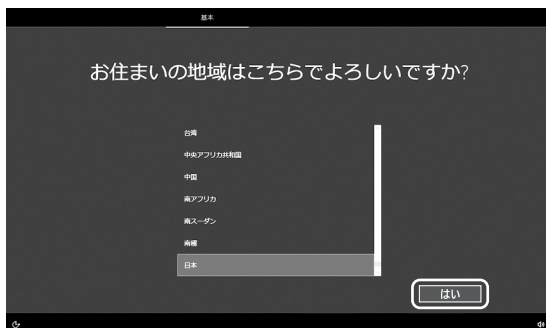 基本
お住まいの地域はこちらでよろしいですか?
台湾
中央アフリカ共和国
中国
南アフリカ
南スーダン
南極
日本
はい